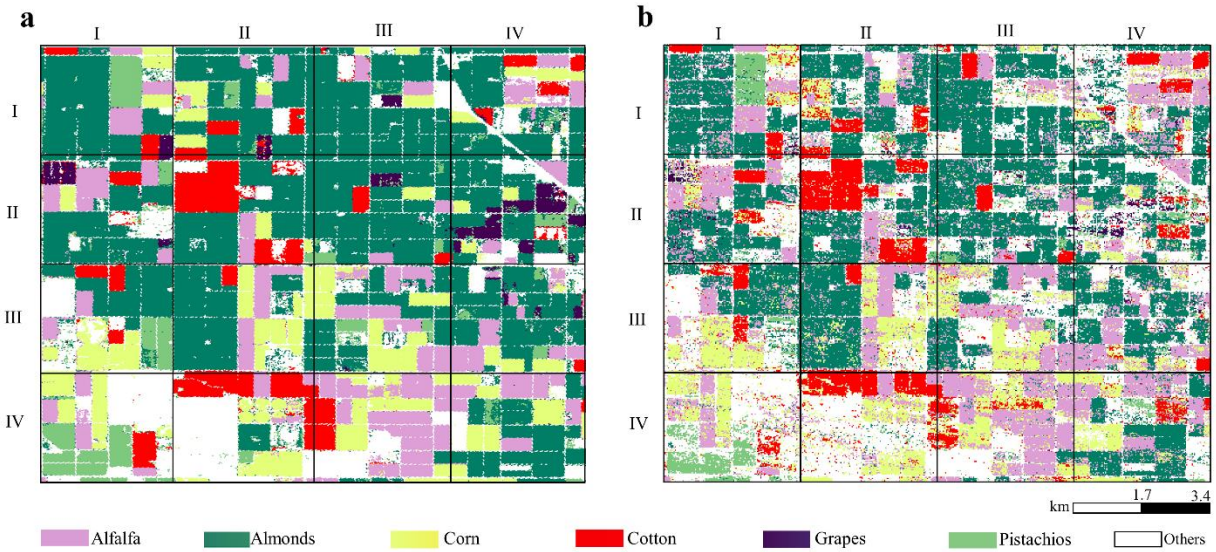 a
b
I II III IV
I II III IV
I
II
III
IV
I
II
III
IV
1.7 3.4
km
Alfalfa Almonds Corn Cotton Grapes Pistachios Others